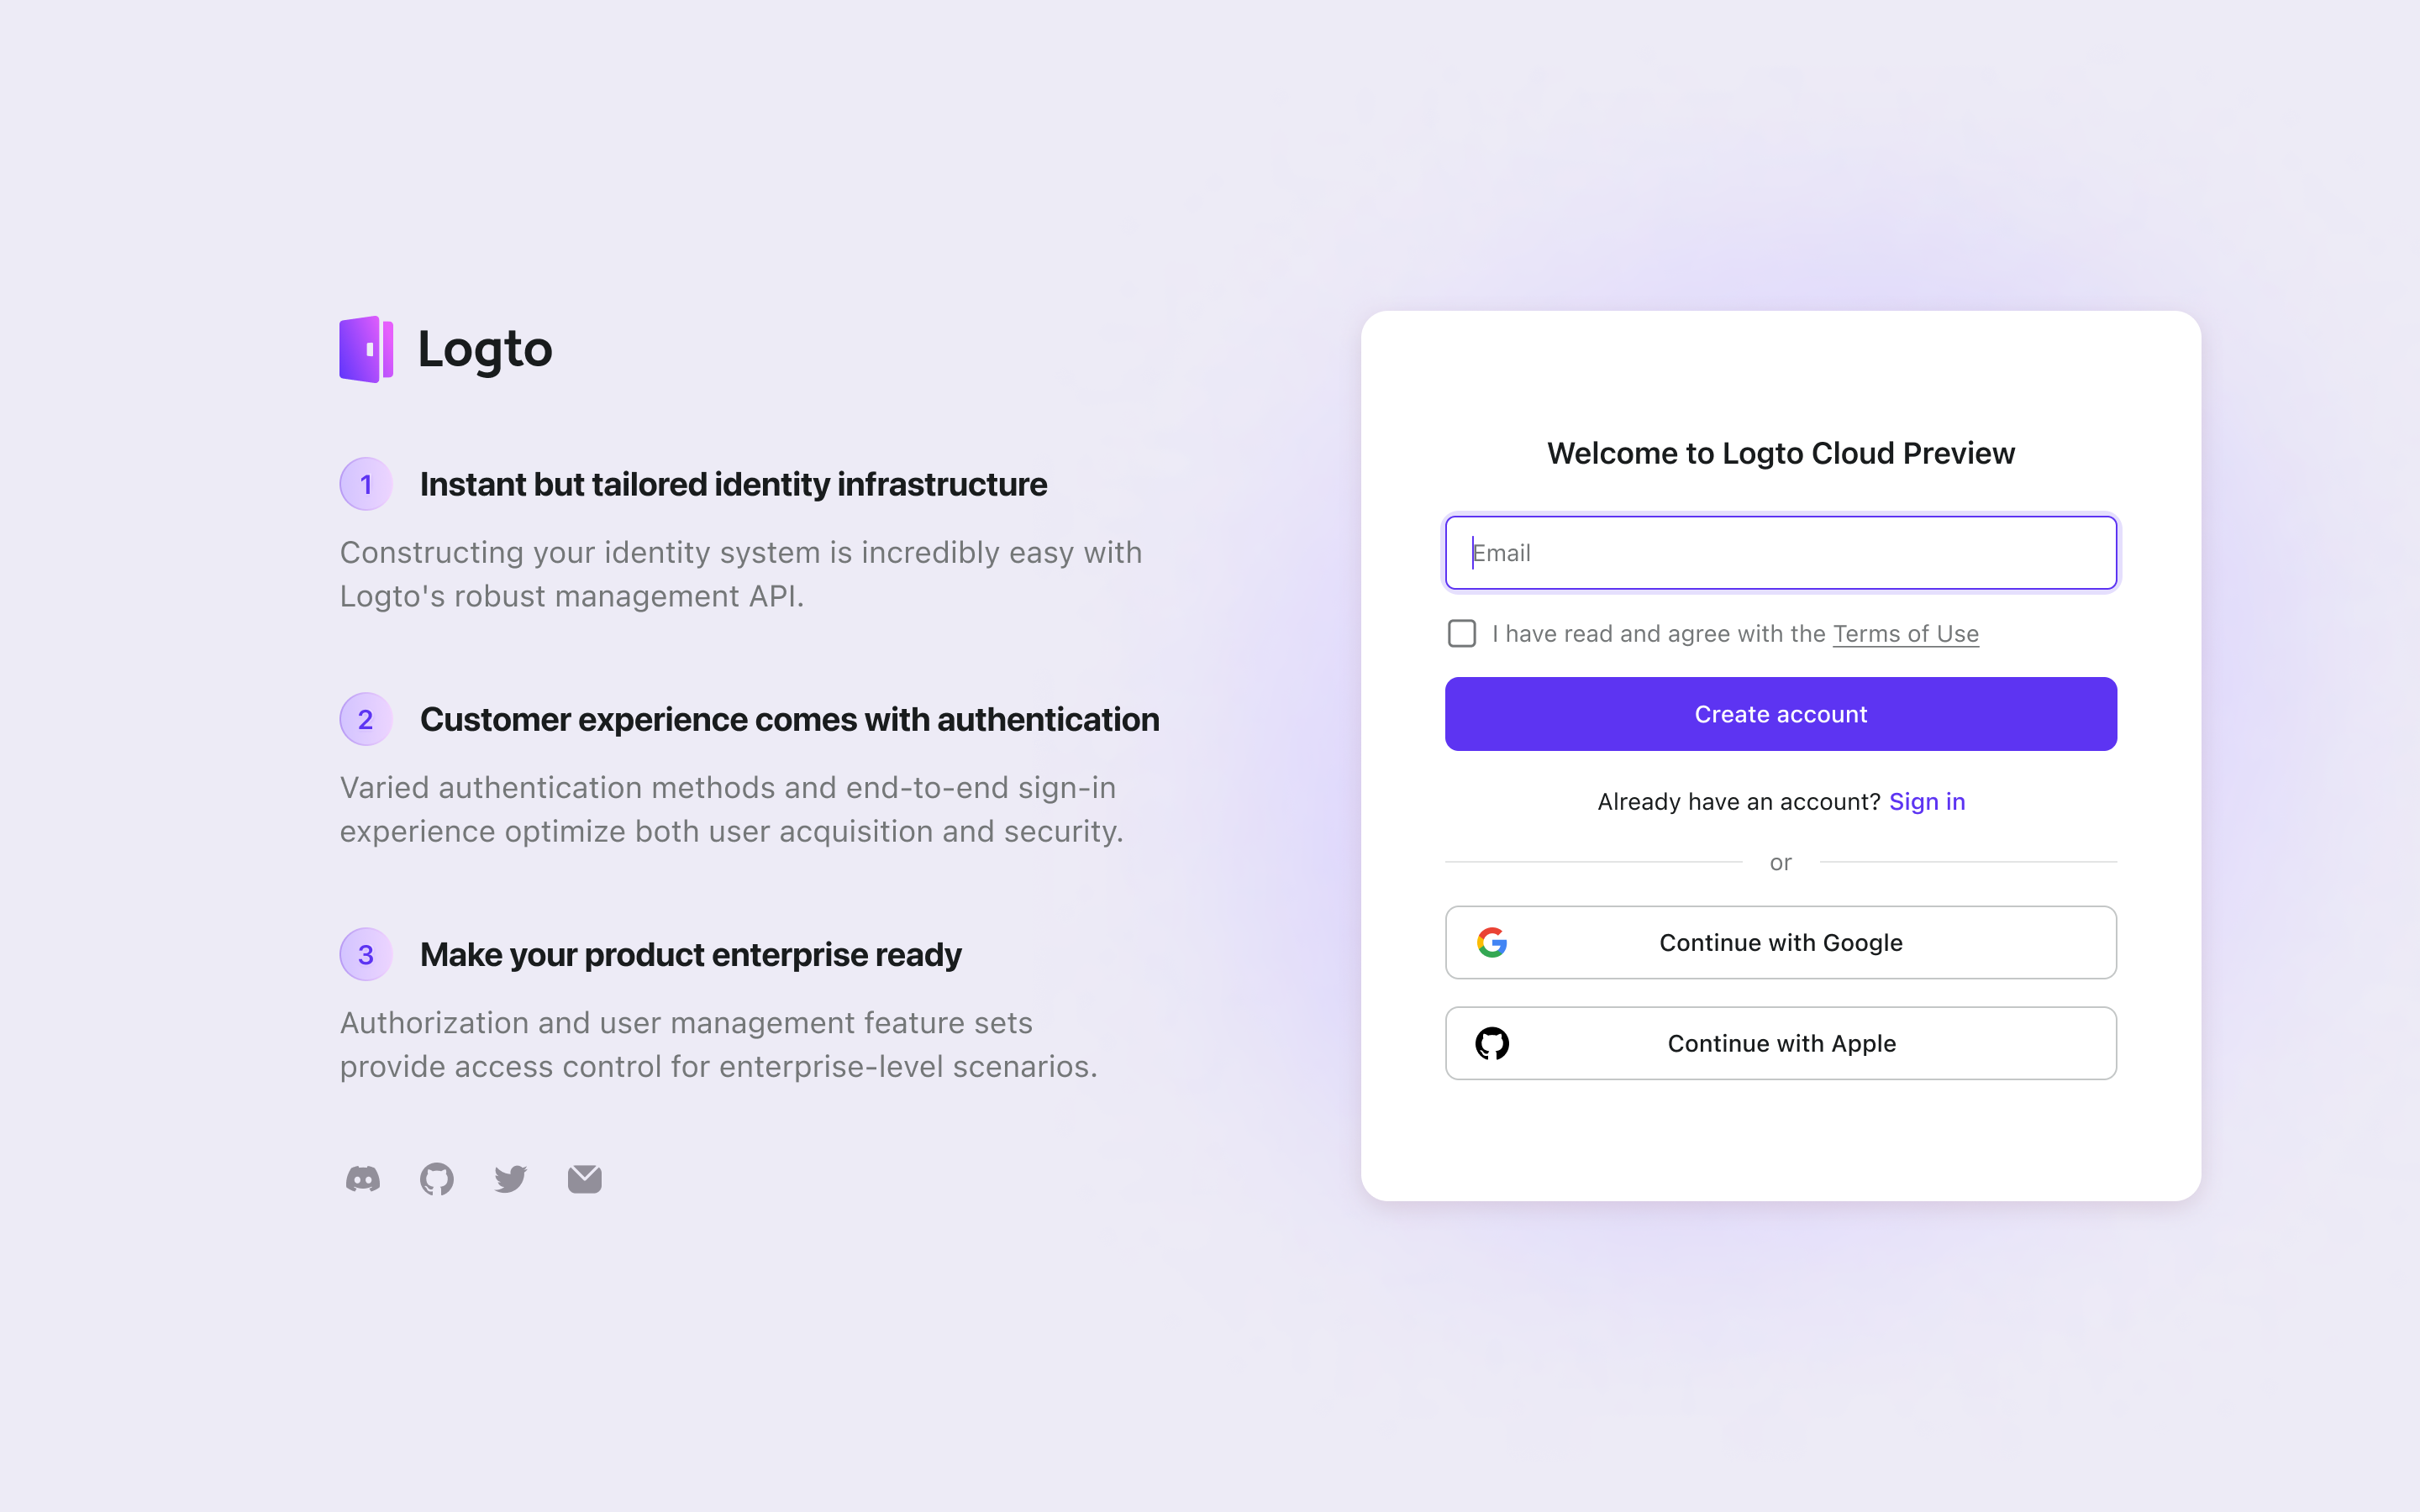 Logto
1
Instant but tailored identity infrastructure
Constructing your identity system is incredibly easy with
Logto's robust management API.
2
Customer experience comes with authentication
Varied authentication methods and end-to-end sign-in
experience optimize both user acquisition and security.
3
Make your product enterprise ready
Authorization and user management feature sets
provide access control for enterprise-level scenarios.
Welcome to Logto Cloud Preview
Email
I have read and agree with the Terms of Use
Create account
Already have an account? Sign in
or
Continue with Google
Continue with Apple